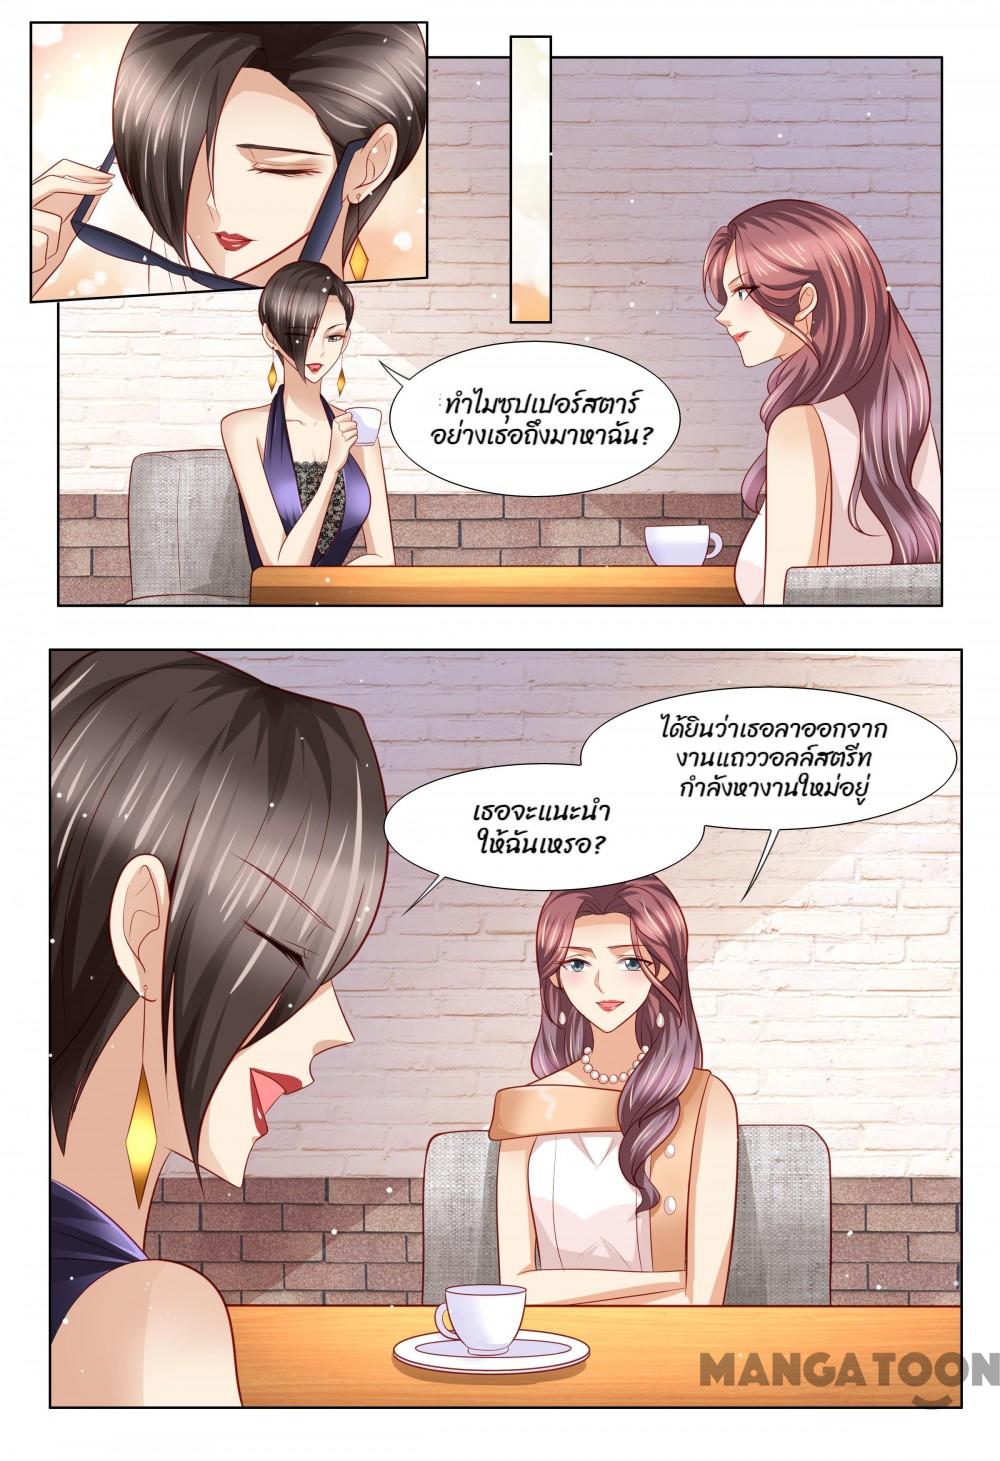 ทำไมซุปเปอร์สตาร์
อย่างเธอถึงมาหาฉัน?
ได้ยินว่าเธอลาออกจาก
งานแถววอลล์สตรีท
กำลังหางานใหม่อยู่
เธอจะแนะนำ
ให้ฉันเหรอ?
MANGATOON